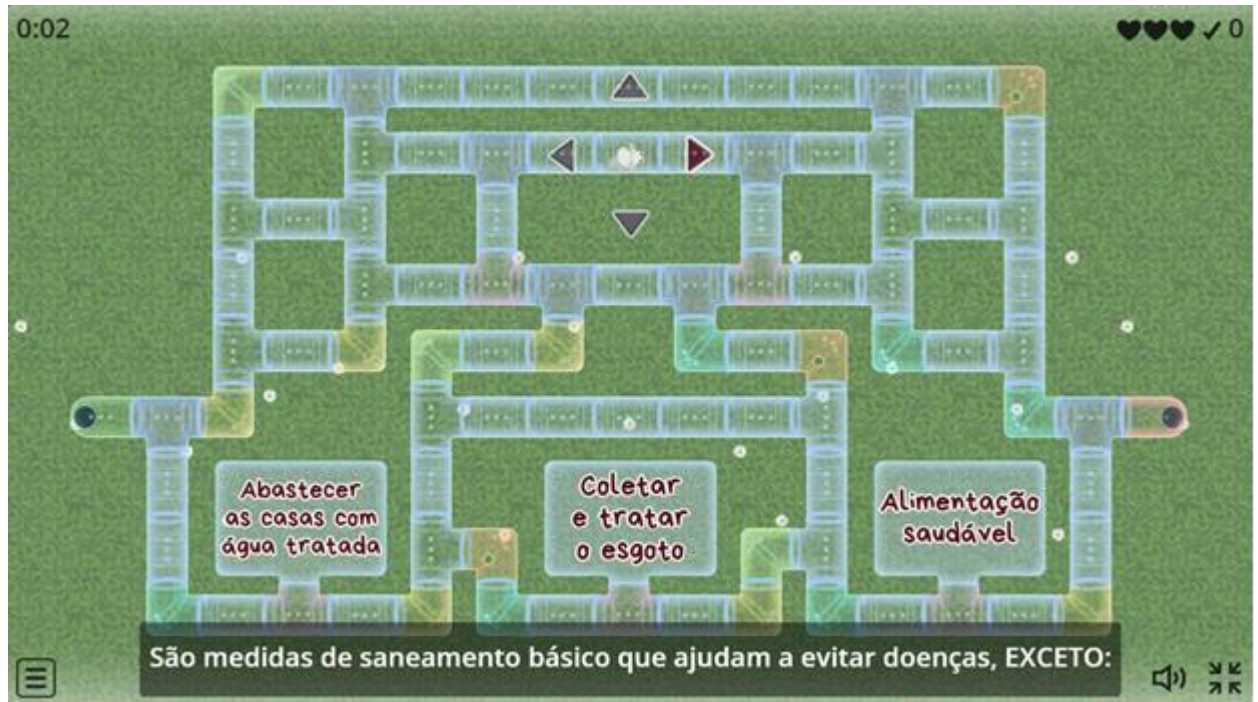 0:02
✓ 0
Abastecer
as casas com
água tratada
Coletar
e tratar
o esgoto
Alimentação
saudável
São medidas de saneamento básico que ajudam a evitar doenças, EXCETO: